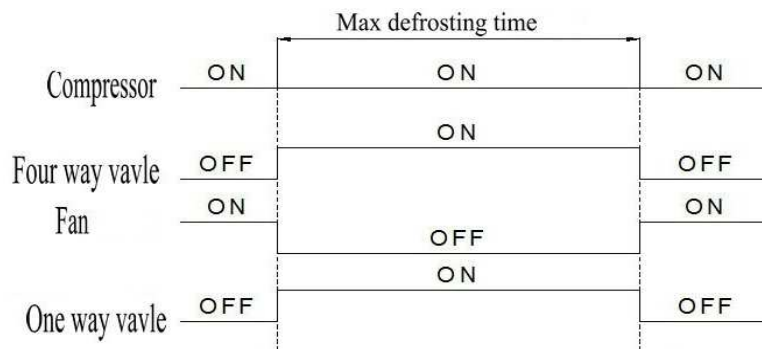 Max defrosting time
Compressor ON ON ON
ON
Four way vavle OFF OFF
Fan ON ON
OFF
ON
One way vavle OFF OFF